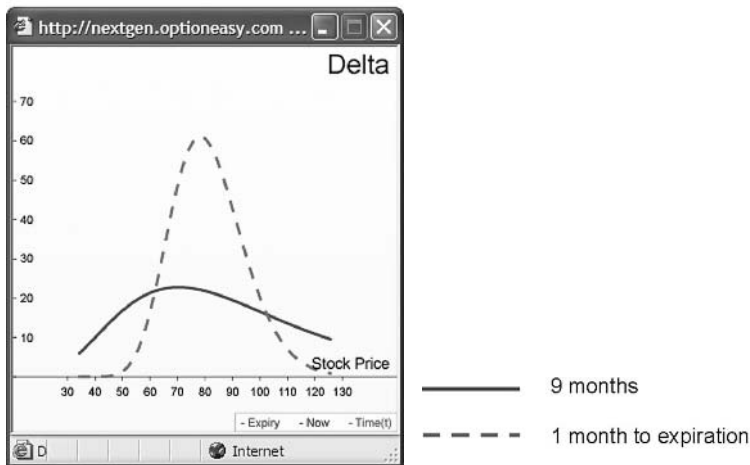 http://nextgen.optioneasy.com ...
Delta
70
60
50
40
30
20
10
Stock Price
30 40 50 60 70 80 90 100 110 120 130
- Expiry - Now - Time(t)
D Internet
9 months
1 month to expiration